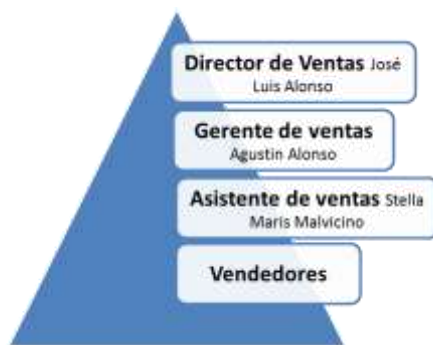 Director de Ventas José
Luis Alonso
Gerente de ventas
Agustin Alonso
Asistente de ventas Stella
Maris Malvicino
Vendedores